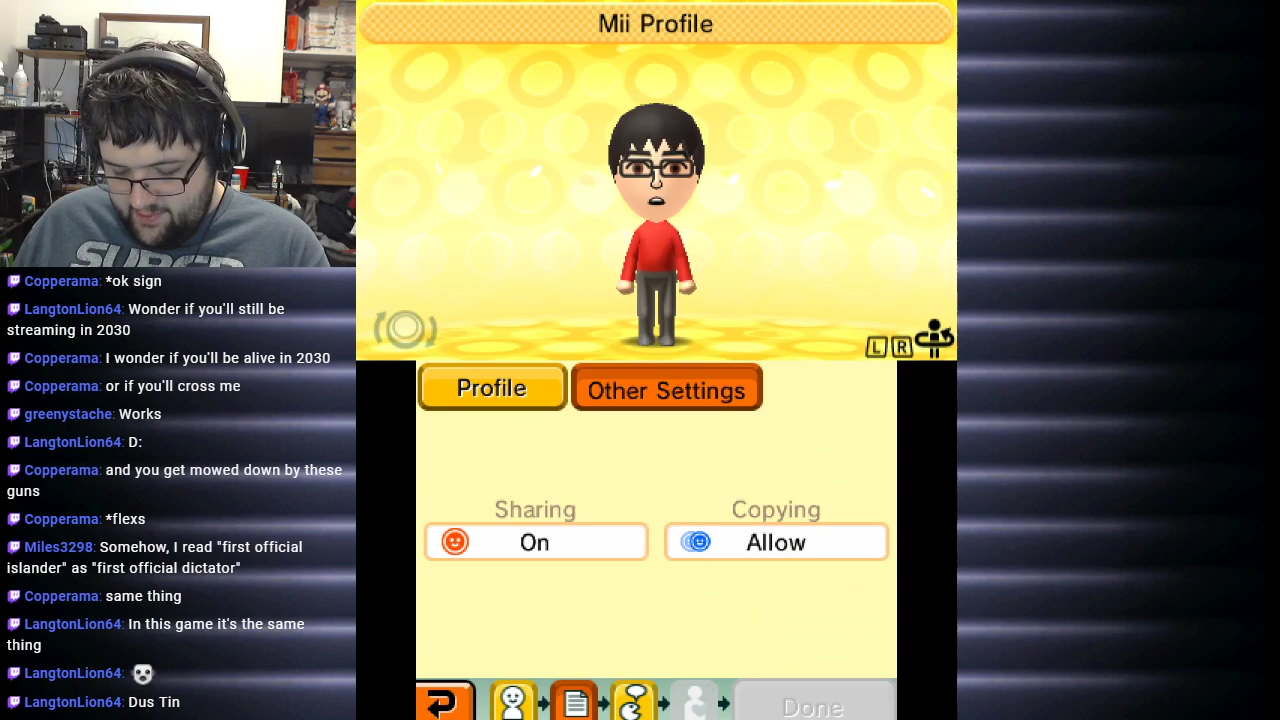 SUPER
Copperama: *ok sign
LangtonLion64: Wonder if you'll still be
streaming in 2030
Copperama: I wonder if you'll be alive in 2030
Copperama: or if you'll cross me
greenystache: Works
LangtonLion64: D:
Copperama: and you get mowed down by these
guns
Copperama: *flexs
Miles3298: Somehow, I read "first official
islander" as "first official dictator"
Copperama: same thing
LangtonLion64: In this game it's the same
thing
LangtonLion64:
LangtonLion64: Dus Tin
Mii Profile
L R
Profile
Other Settings
Sharing
Copying
On
Allow
Done